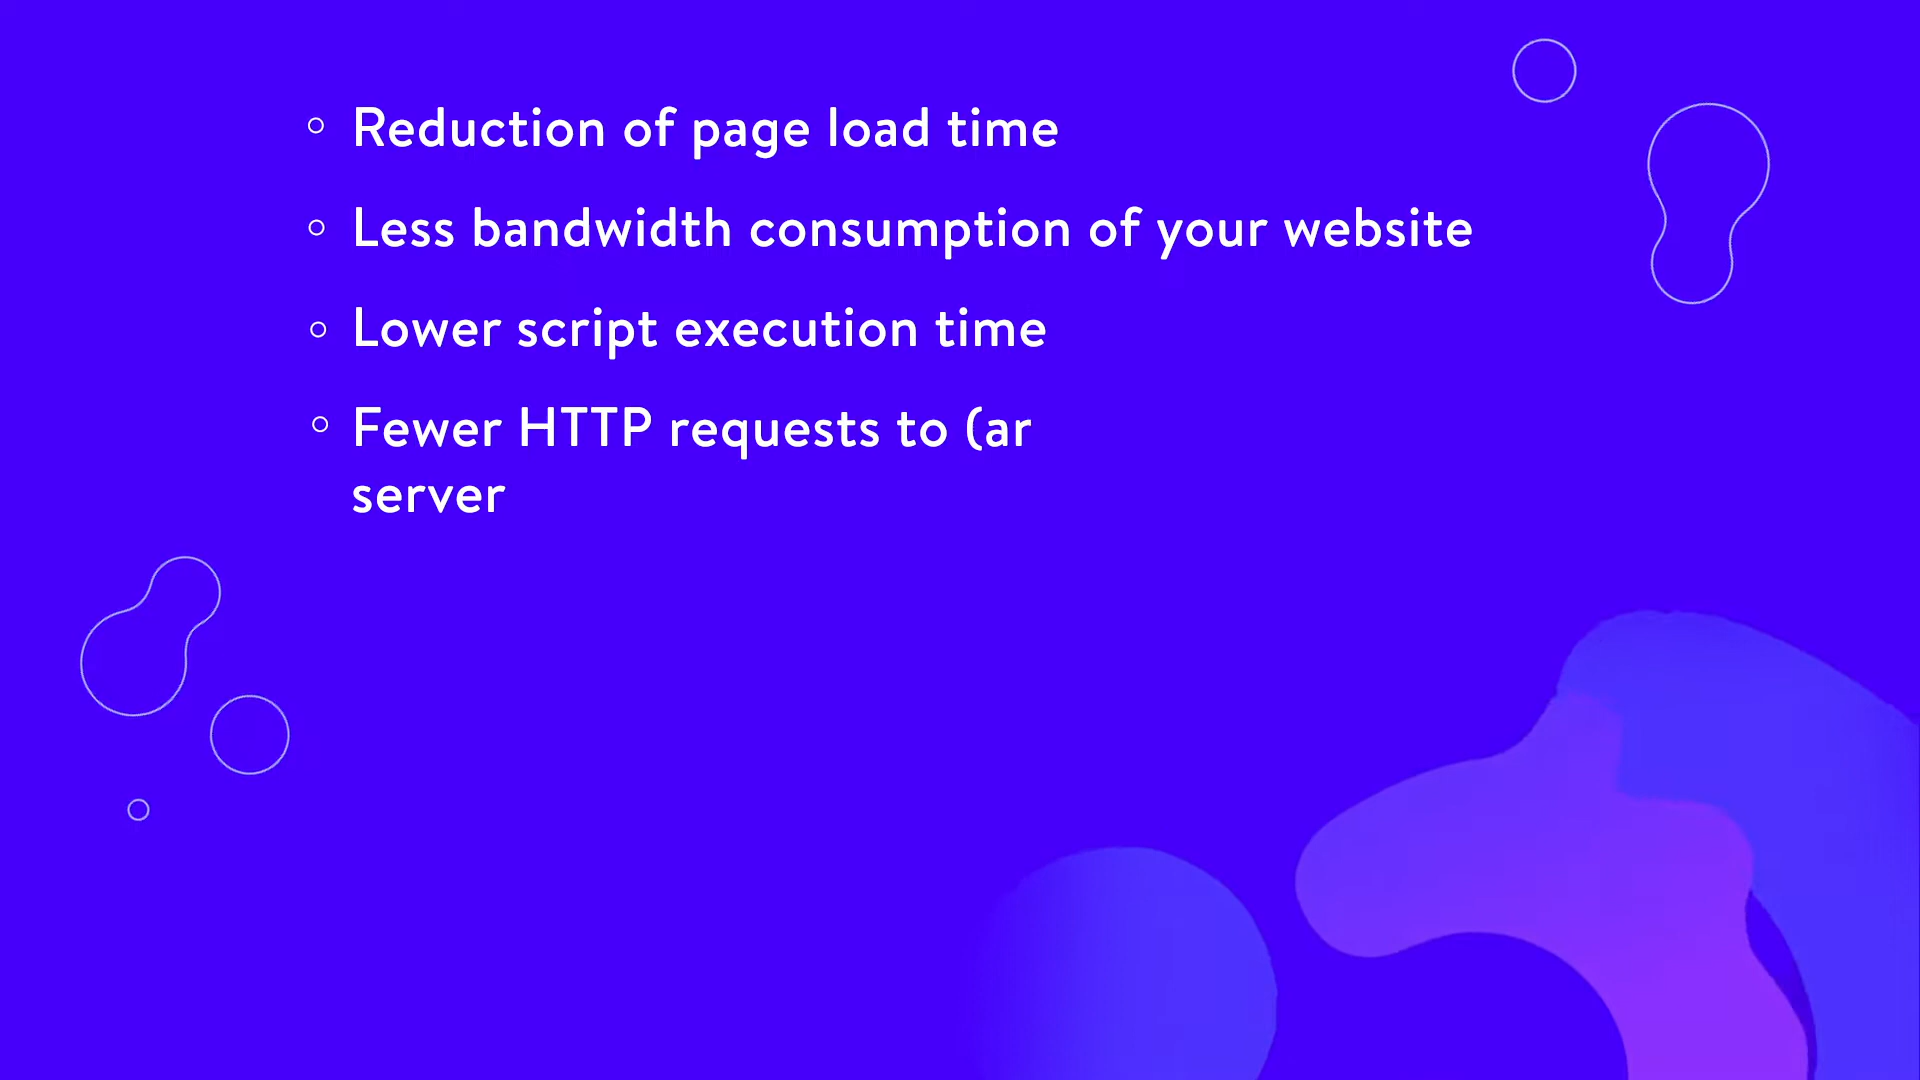 Reduction of page load time
Less bandwidth consumption of your website
Lower script execution time
Fewer HTTP requests to (ar
server